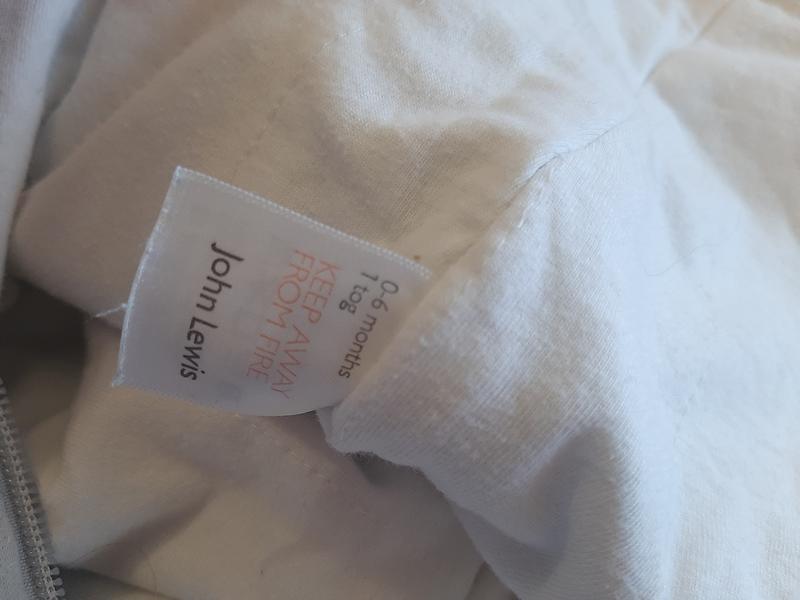 0-6 months
1 tog
KEEP AWAY
FROM FIRE
John Lewis